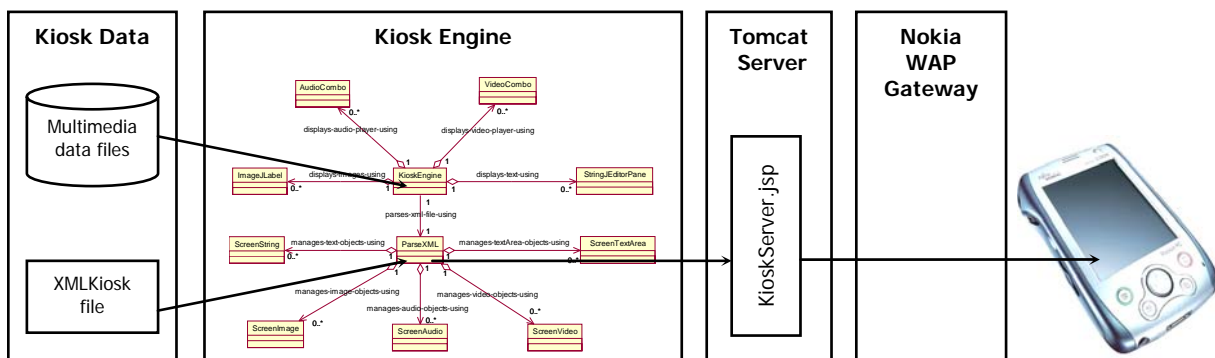 Kiosk Data
Multimedia
data files
XMLKiosk
file
Kiosk Engine
AudioCombo
VideoCombo
0..*
0..*
displays-audio-player-using
displays-video-player-using
1
1
ImageJLabel
displays-images-using
KioskEngine
displays-text-using
StringJEditorPane
0..*
1
1
0..*
1
parses-xml-file-using
1
ScreenString
manages-text-objects-using
ParseXML
manages-textArea-objects-using
ScreenTextArea
0..*
1
1
0..*
1
1
1
manages-image-objects-using
manages-video-objects-using
manages-audio-objects-using
0..*
0..*
0..*
ScreenImage
ScreenAudio
ScreenVideo
Tomcat
Server
KioskServer.jsp
Nokia
WAP
Gateway